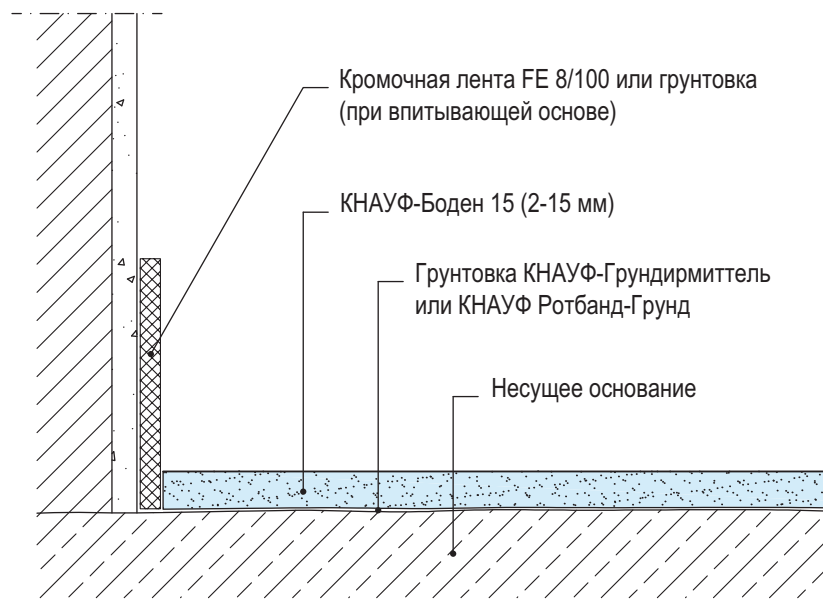 Кромочная лента FE 8/100 или грунтовка
(при впитывающей основе)
КНАУФ-Боден 15 (2-15 мм)
Грунтовка КНАУФ-Грундирмиттель
или КНАУФ Ротбанд-Грунд
Несущее основание